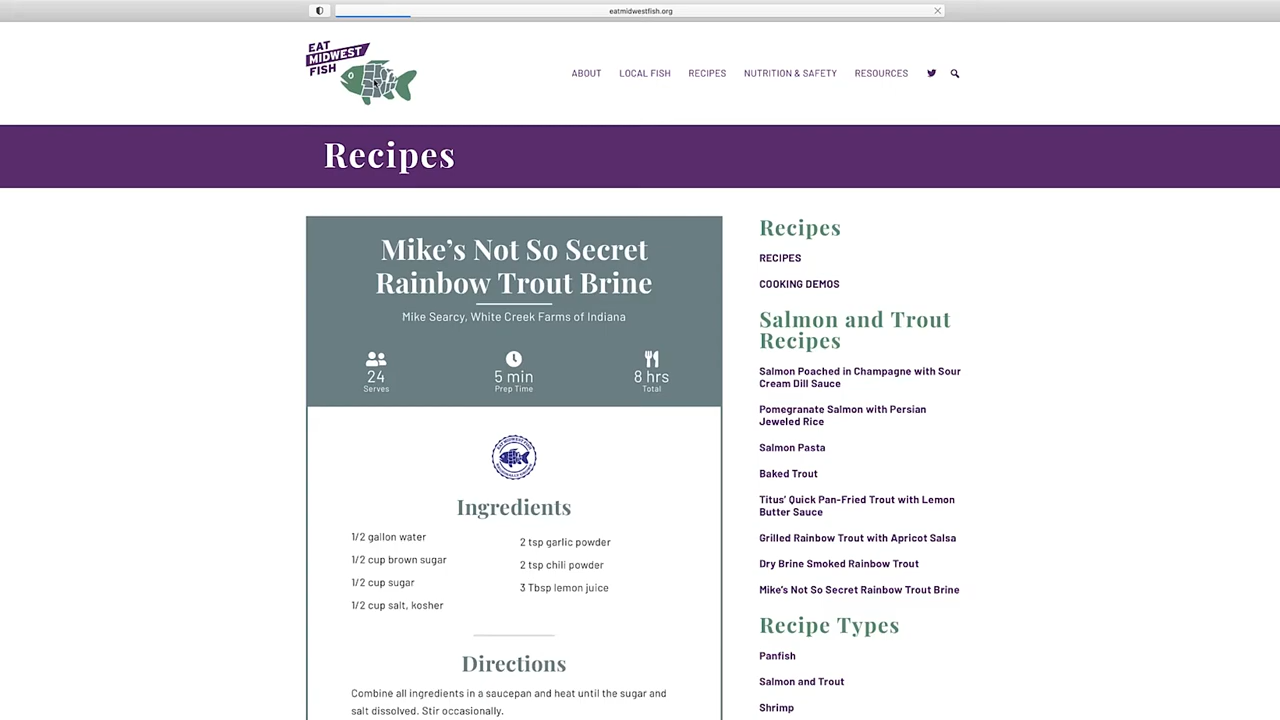 eatmidwestfish.org
EAT
MIDWEST
FISH
ABOUT
LOCAL FISH
RECIPES
NUTRITION & SAFETY
RESOURCES
Recipes
Mike's Not So Secret
Rainbow Trout Brine
Mike Searcy, White Creek Farms of Indiana
24
Serves
5 min
Prep Time
8 hrs
Total
EAT MIDWEST FISH
Ingredients
1/2 gallon water
1/2 cup brown sugar
1/2 cup sugar
1/2 cup salt, kosher
2 tsp garlic powder
2 tsp chili powder
3 Tbsp lemon juice
Directions
Combine all ingredients in a saucepan and heat until the sugar and
salt dissolved. Stir occasionally.
Recipes
RECIPES
COOKING DEMOS
Salmon and Trout
Recipes
Salmon Poached in Champagne with Sour
Cream Dill Sauce
Pomegranate Salmon with Persian
Jeweled Rice
Salmon Pasta
Baked Trout
Titus' Quick Pan-Fried Trout with Lemon
Butter Sauce
Grilled Rainbow Trout with Apricot Salsa
Dry Brine Smoked Rainbow Trout
Mike's Not So Secret Rainbow Trout Brine
Recipe Types
Panfish
Salmon and Trout
Shrimp